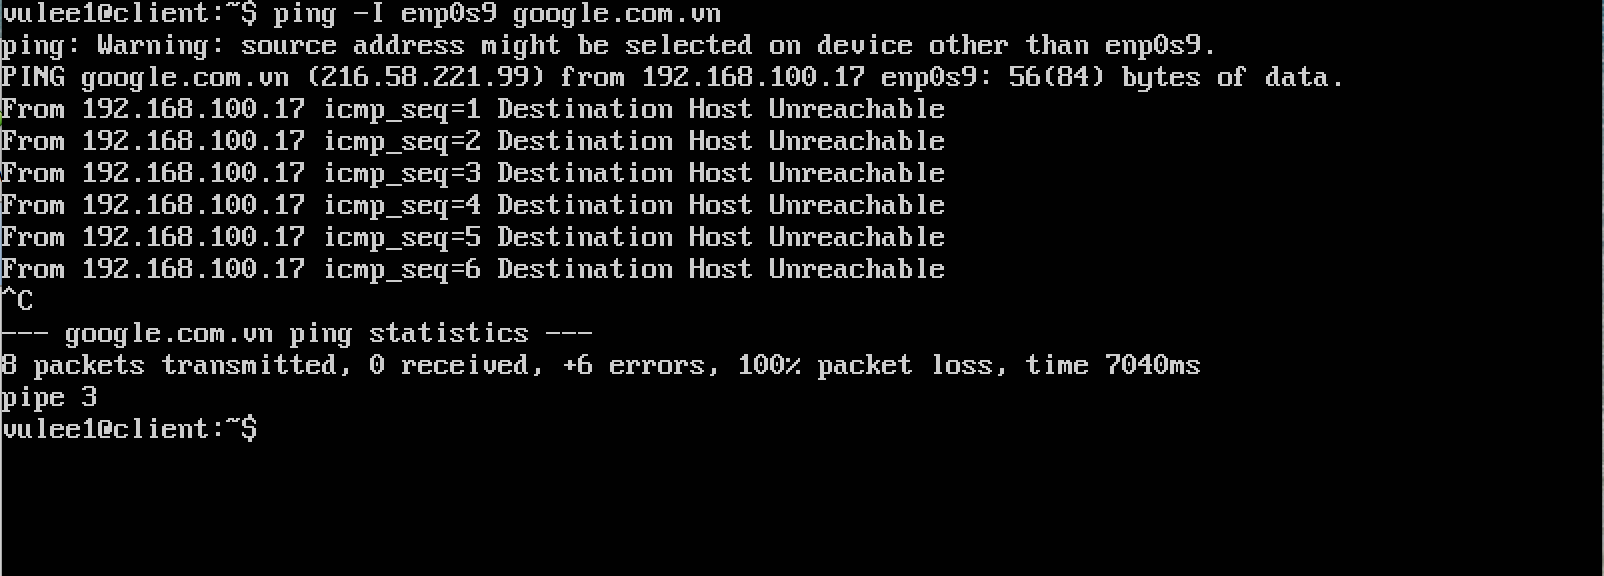 vulee1@client:~$ ping -I enp0s9 google.com.vn
ping: Warning: source address might be selected on device other than enp0s9.
PING google.com.vn (216.58.221.99) from 192.168.100.17 enp0s9: 56(84) bytes of data.
From 192.168.100.17 icmp_seq=1 Destination Host Unreachable
From 192.168.100.17 icmp_seq=2 Destination Host Unreachable
From 192.168.100.17 icmp_seq=3 Destination Host Unreachable
From 192.168.100.17 icmp_seq=4 Destination Host Unreachable
From 192.168.100.17 icmp_seq=5 Destination Host Unreachable
From 192.168.100.17 icmp_seq=6 Destination Host Unreachable
^C
--- google.com.vn ping statistics ---
8 packets transmitted, 0 received, +6 errors, 100% packet loss, time 7040ms
pipe 3
vulee1@client:~$